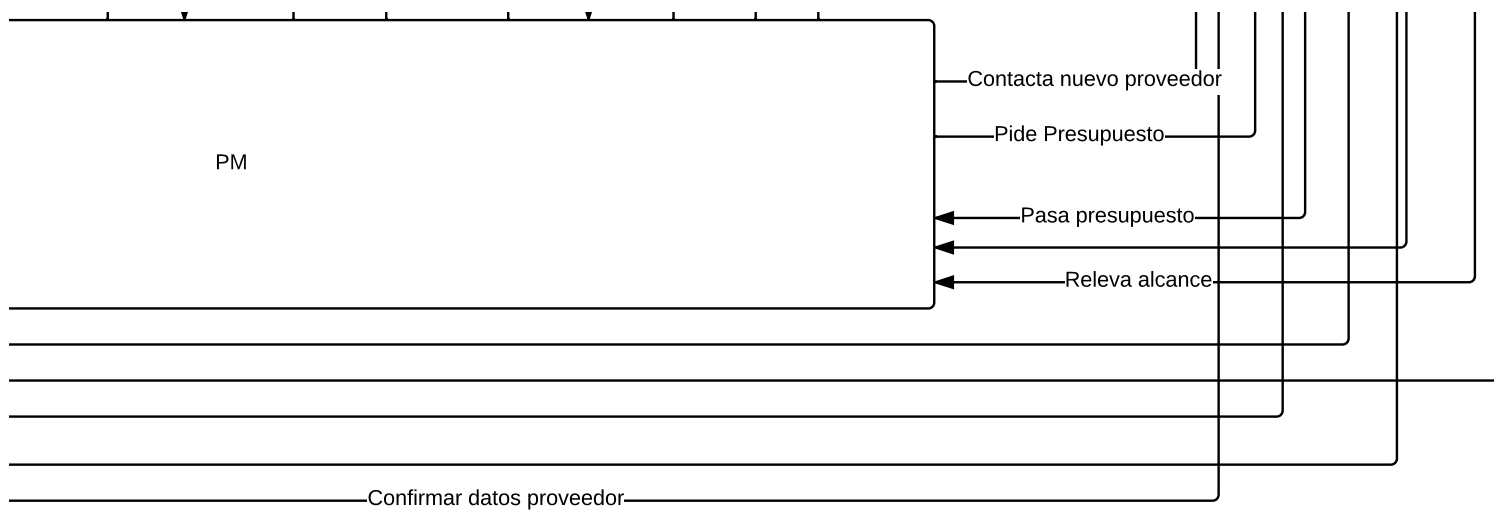 Contacta nuevo proveedor
Pide Presupuesto
PM
Pasa presupuesto
Releva alcance
Confirmar datos proveedor